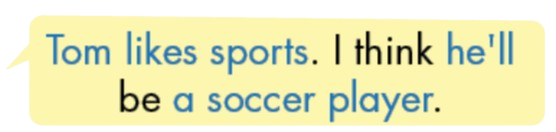 Tom likes sports. I think he'll
be a soccer player.